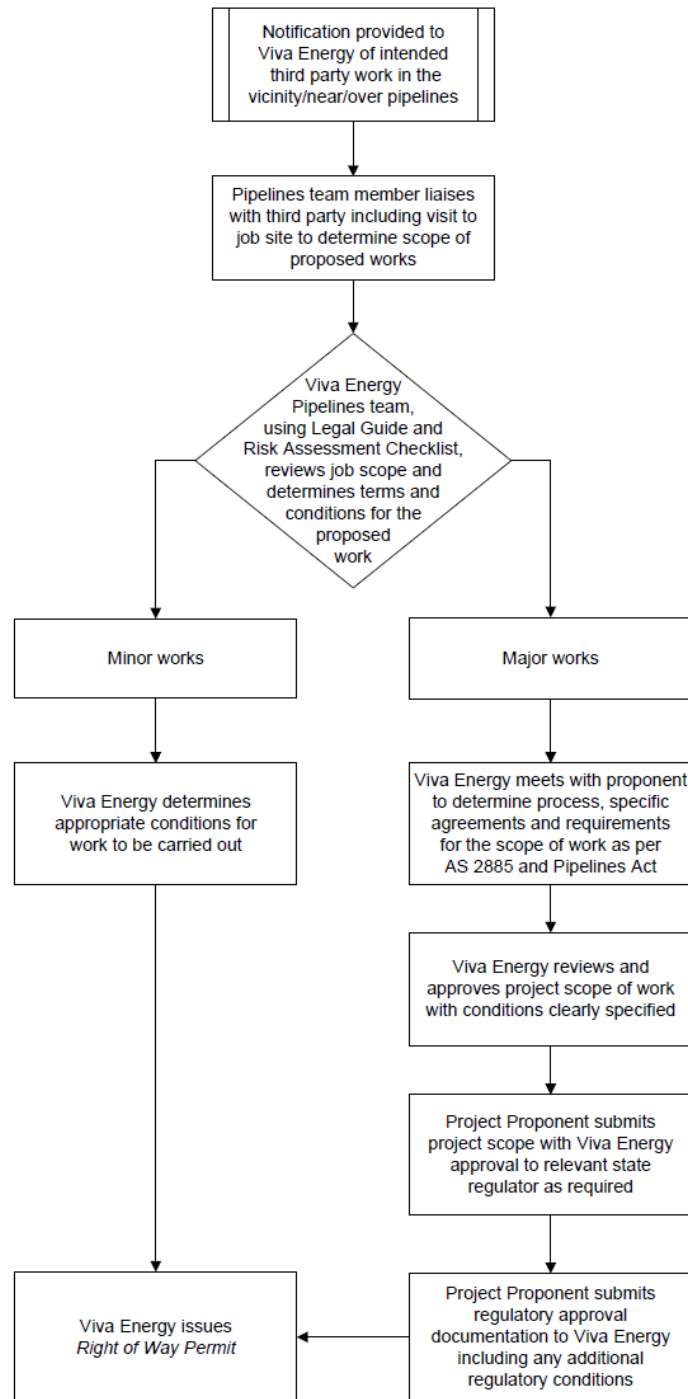 Notification provided to
Viva Energy of intended
third party work in the
vicinity/near/over pipelines
Pipelines team member liaises
with third party including visit to
job site to determine scope of
proposed works
Viva Energy
Pipelines team,
using Legal Guide and
Risk Assessment Checklist,
reviews job scope and
determines terms and
conditions for the
proposed
work
Minor works
Major works
Viva Energy determines
appropriate conditions for
work to be carried out
Viva Energy meets with proponent
to determine process, specific
agreements and requirements
for the scope of work as per
AS 2885 and Pipelines Act
Viva Energy reviews and
approves project scope of work
with conditions clearly specified
Project Proponent submits
project scope with Viva Energy
approval to relevant state
regulator as required
Viva Energy issues
Right of Way Permit
Project Proponent submits
regulatory approval
documentation to Viva Energy
including any additional
regulatory conditions